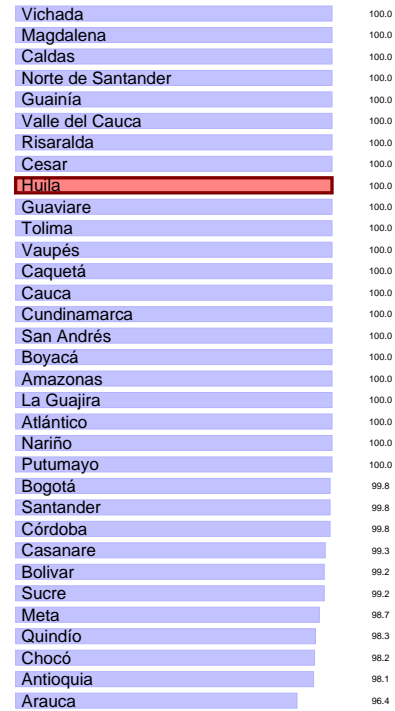 Vichada 100.0
Magdalena 100.0
Caldas 100.0
Norte de Santander 100.0
Guainía 100.0
Valle del Cauca 100.0
Risaralda 100.0
Cesar 100.0
Huila 100.0
Guaviare 100.0
Tolima 100.0
Vaupés 100.0
Caquetá 100.0
Cauca 100.0
Cundinamarca 100.0
San Andrés 100.0
Boyacá 100.0
Amazonas 100.0
La Guajira 100.0
Atlántico 100.0
Nariño 100.0
Putumayo 100.0
Bogotá 99.8
Santander 99.8
Córdoba 99.8
Casanare 99.3
Bolivar 99.2
Sucre 99.2
Meta 98.7
Quindío 98.3
Chocó 98.2
Antioquia 98.1
Arauca 96.4